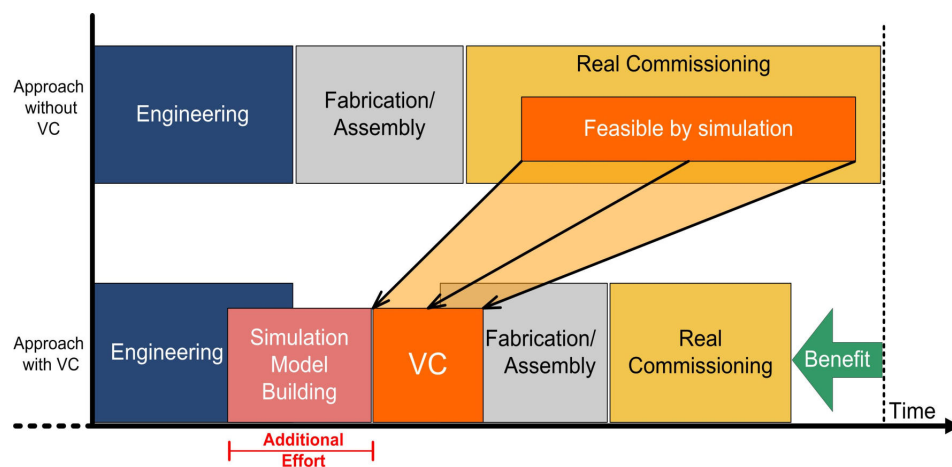 Approach
without
VC
Engineering
Fabrication/
Assembly
Real Commissioning
Feasible by simulation
Approach
with VC
Engineering
Simulation
Model
Building
VC
Fabrication/
Assembly
Real
Commissioning
Benefit
Time
Additional
Effort